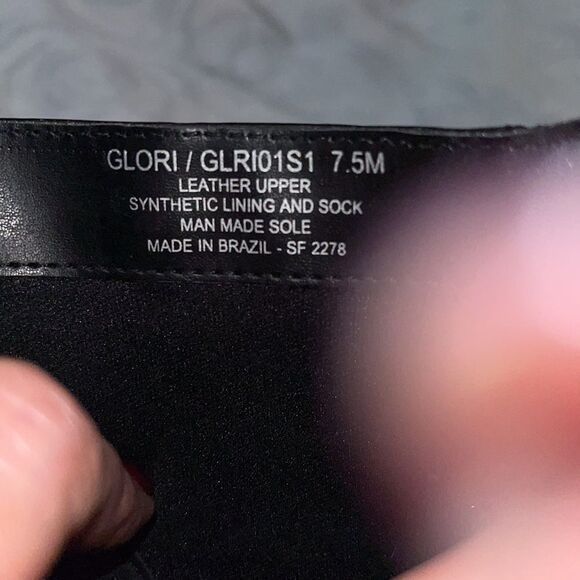 GLORI / GLRI01S1 7.5M
LEATHER UPPER
SYNTHETIC LINING AND SOCK
MAN MADE SOLE
MADE IN BRAZIL - SF 2278